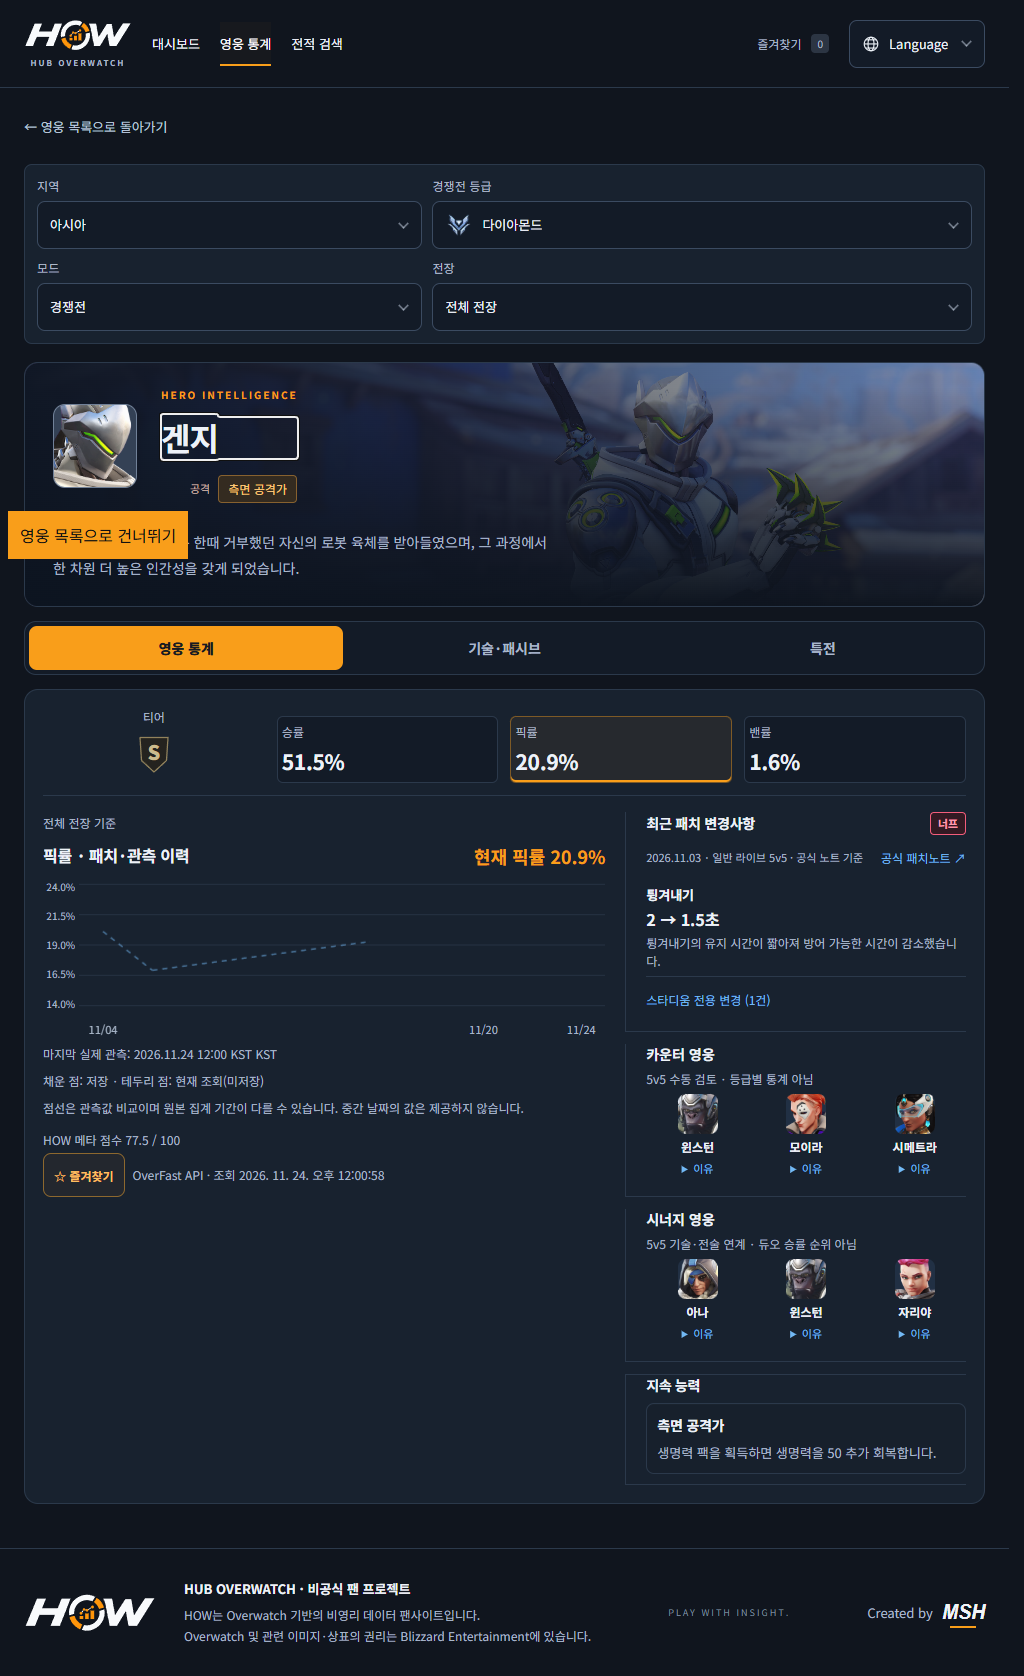 HOW
HUB OVERWATCH
대시보드
영웅 통계
전적 검색
즐겨찾기 0
Language
← 영웅 목록으로 돌아가기
지역
아시아
경쟁전 등급
다이아몬드
모드
경쟁전
전장
전체 전장
HERO INTELLIGENCE
겐지
공격
측면 공격가
영웅 목록으로 건너뛰기
한때 거부했던 자신의 로봇 육체를 받아들였으며, 그 과정에서
한 차원 더 높은 인간성을 갖게 되었습니다.
영웅 통계
기술·패시브
특전
티어
S
승률
51.5%
픽률
20.9%
밴률
1.6%
전체 전장 기준
픽률 · 패치·관측 이력
현재 픽률 20.9%
24.0%
21.5%
19.0%
16.5%
14.0%
11/04
11/20
11/24
마지막 실제 관측: 2026.11.24 12:00 KST KST
채운 점: 저장 · 테두리 점: 현재 조회(미저장)
점선은 관측값 비교이며 원본 집계 기간이 다를 수 있습니다. 중간 날짜의 값은 제공하지 않습니다.
HOW 메타 점수 77.5 / 100
☆ 즐겨찾기
OverFast API · 조회 2026. 11. 24. 오후 12:00:58
최근 패치 변경사항
너프
2026.11.03 · 일반 라이브 5v5 · 공식 노트 기준
공식 패치노트 ↗
튕겨내기
2 → 1.5초
튕겨내기의 유지 시간이 짧아져 방어 가능한 시간이 감소했습니
다.
스타디움 전용 변경 (1건)
카운터 영웅
5v5 수동 검토 · 등급별 통계 아님
윈스턴
모이라
시메트라
▶ 이유
▶ 이유
▶ 이유
시너지 영웅
5v5 기술·전술 연계 · 듀오 승률 순위 아님
아나
윈스턴
자리야
▶ 이유
▶ 이유
▶ 이유
지속 능력
측면 공격가
생명력 팩을 획득하면 생명력을 50 추가 회복합니다.
HOW
HUB OVERWATCH · 비공식 팬 프로젝트
HOW는 Overwatch 기반의 비영리 데이터 팬사이트입니다.
Overwatch 및 관련 이미지·상표의 권리는 Blizzard Entertainment에 있습니다.
PLAY WITH INSIGHT.
Created by MSH